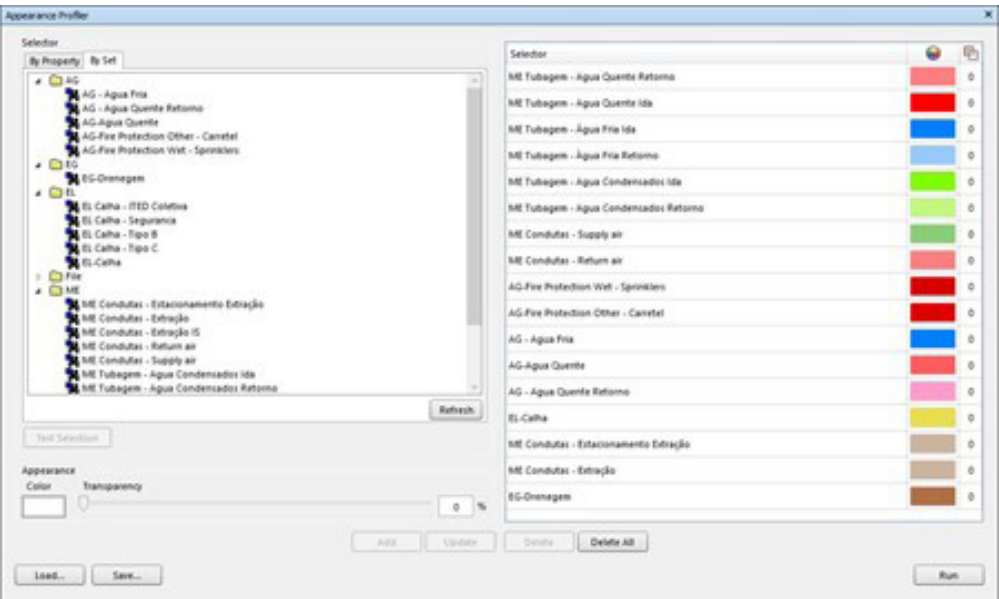 Appearance Profiler
Selector
By Property By Set
AG
AG - Agua Fria
AG - Agua Quente Retorno
AG-Agua Quente
AG-Fire Protection Other - Carretel
AG-Fire Protection Wet - Sprinklers
EG
EG-Drenegem
EL
EL Calha - ITED Coletiva
EL Calha - Seguranca
EL Calha - Tipo B
EL Calha - Tipo C
EL-Calha
File
ME
ME Condutas - Estacionamento Extração
ME Condutas - Extração
ME Condutas - Extração IS
ME Condutas - Return air
ME Condutas - Supply air
ME Tubagem - Agua Condensados Ida
ME Tubagem - Agua Condensados Retorno
Refresh
Test Selection
Appearance
Color Transparency
0 %
Selector
ME Tubagem - Agua Quente Retorno 0
ME Tubagem - Agua Quente Ida 0
ME Tubagem - Àgua Fria Ida 0
ME Tubagem - Àgua Fria Retorno 0
ME Tubagem - Agua Condensados Ida 0
ME Tubagem - Agua Condensados Retorno 0
ME Condutas - Supply air 0
ME Condutas - Return air 0
AG-Fire Protection Wet - Sprinklers 0
AG-Fire Protection Other - Carretel 0
AG - Agua Fria 0
AG-Agua Quente 0
AG - Agua Quente Retorno 0
EL-Calha 0
ME Condutas - Estacionamento Extração 0
ME Condutas - Extração 0
EG-Drenegem 0
Add Update Delete Delete All
Load... Save... Run